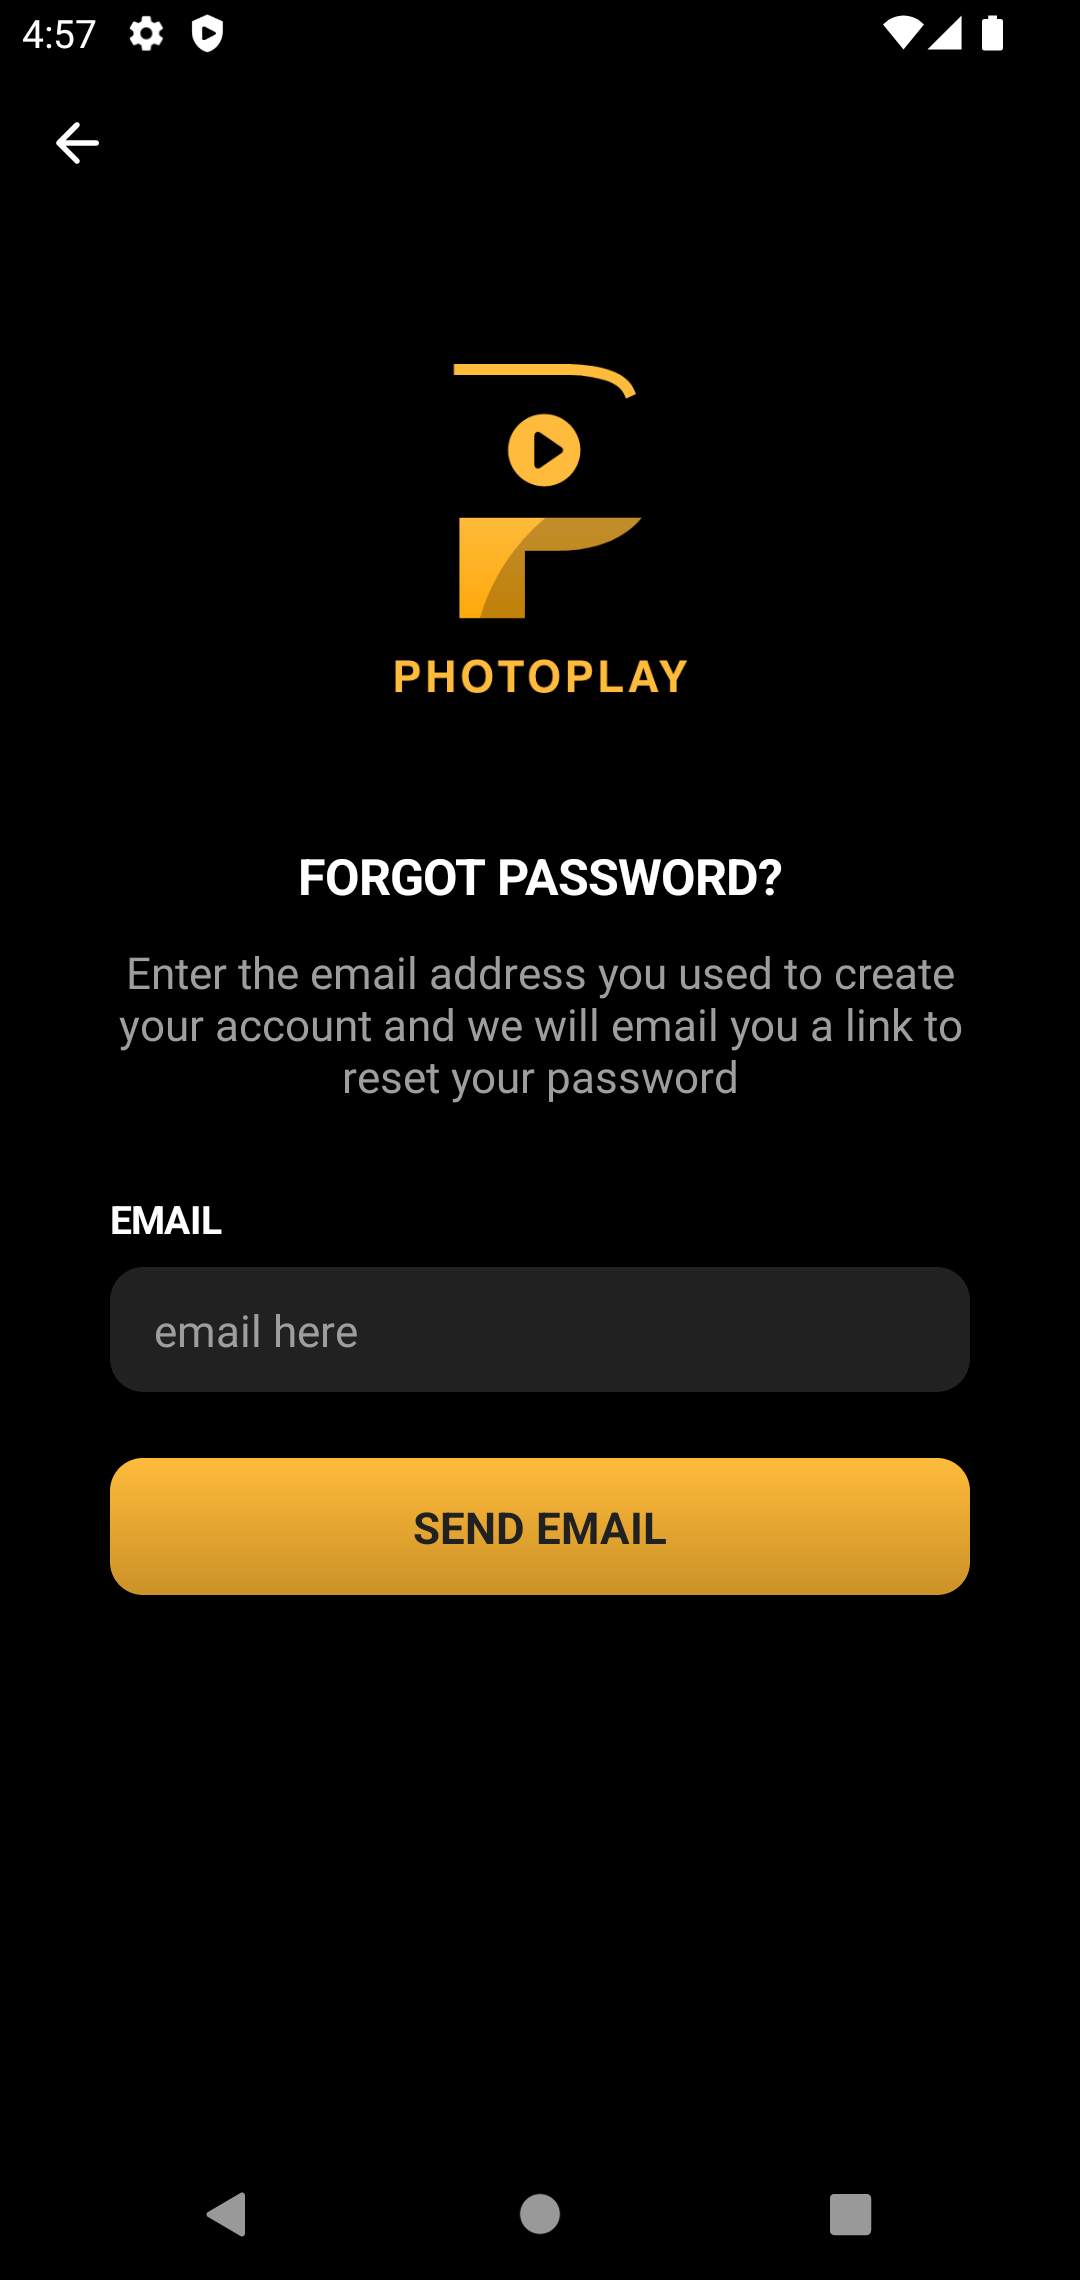 4:57
PHOTOPLAY
FORGOT PASSWORD?
Enter the email address you used to create
your account and we will email you a link to
reset your password
EMAIL
email here
SEND EMAIL